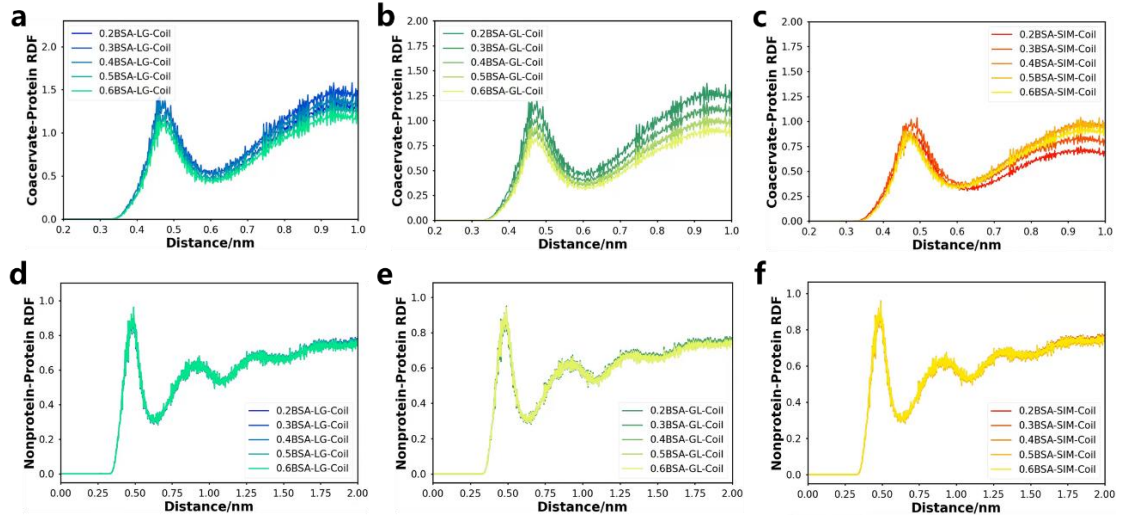 a
Coacervate-Protein RDF
2.0
1.5
1.0
0.5
0.0
0.2BSA-LG-Coil
0.3BSA-LG-Coil
0.4BSA-LG-Coil
0.5BSA-LG-Coil
0.6BSA-LG-Coil
0.2 0.3 0.4 0.5 0.6 0.7 0.8 0.9 1.0
Distance/nm
b
Coacervate-Protein RDF
2.00
1.75
1.50
1.25
1.00
0.75
0.50
0.25
0.00
0.2BSA-GL-Coil
0.3BSA-GL-Coil
0.4BSA-GL-Coil
0.5BSA-GL-Coil
0.6BSA-GL-Coil
0.2 0.3 0.4 0.5 0.6 0.7 0.8 0.9 1.0
Distance/nm
c
Coacervate-Protein RDF
2.00
1.75
1.50
1.25
1.00
0.75
0.50
0.25
0.00
0.2BSA-SIM-Coil
0.3BSA-SIM-Coil
0.4BSA-SIM-Coil
0.5BSA-SIM-Coil
0.6BSA-SIM-Coil
0.2 0.3 0.4 0.5 0.6 0.7 0.8 0.9 1.0
Distance/nm
d
Nonprotein-Protein RDF
1.0
0.8
0.6
0.4
0.2
0.0
0.2BSA-LG-Coil
0.3BSA-LG-Coil
0.4BSA-LG-Coil
0.5BSA-LG-Coil
0.6BSA-LG-Coil
0.00 0.25 0.50 0.75 1.00 1.25 1.50 1.75 2.00
Distance/nm
e
Nonprotein-Protein RDF
1.0
0.8
0.6
0.4
0.2
0.0
0.2BSA-GL-Coil
0.3BSA-GL-Coil
0.4BSA-GL-Coil
0.5BSA-GL-Coil
0.6BSA-GL-Coil
0.00 0.25 0.50 0.75 1.00 1.25 1.50 1.75 2.00
Distance/nm
f
Nonprotein-Protein RDF
1.0
0.8
0.6
0.4
0.2
0.0
0.2BSA-SIM-Coil
0.3BSA-SIM-Coil
0.4BSA-SIM-Coil
0.5BSA-SIM-Coil
0.6BSA-SIM-Coil
0.00 0.25 0.50 0.75 1.00 1.25 1.50 1.75 2.00
Distance/nm